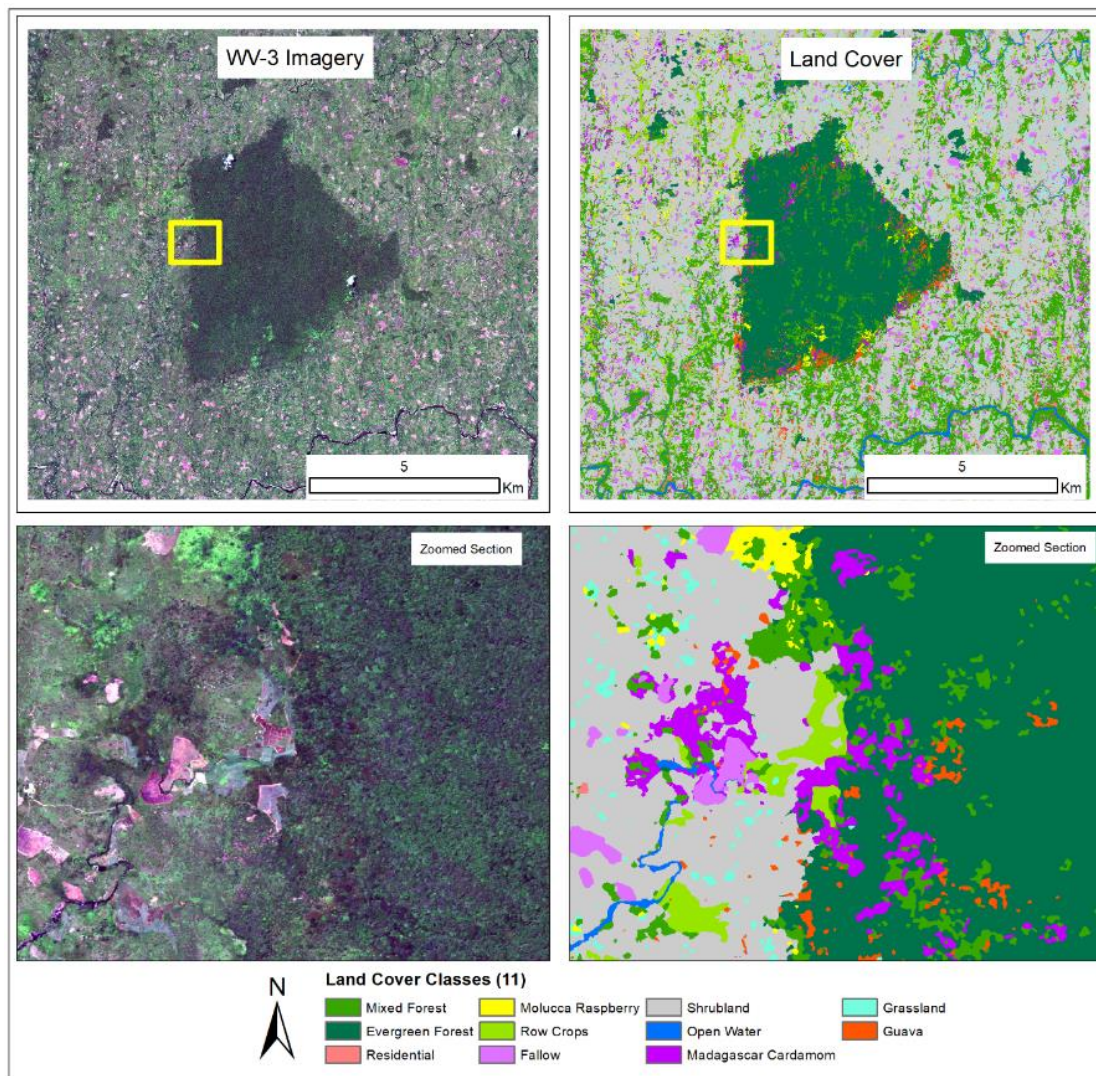 WV-3 Imagery
Land Cover
5
Km
5
Km
Zoomed Section
Zoomed Section
N
Land Cover Classes (11)
Mixed Forest
Molucca Raspberry
Shrubland
Grassland
Evergreen Forest
Row Crops
Open Water
Guava
Residential
Fallow
Madagascar Cardamom